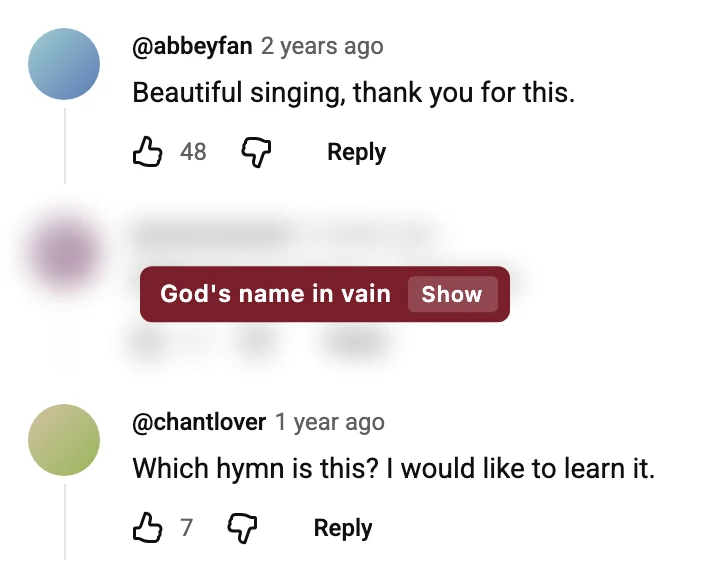 @abbeyfan 2 years ago
Beautiful singing, thank you for this.
48 Reply
God's name in vain Show
@chantlover 1 year ago
Which hymn is this? I would like to learn it.
7 Reply